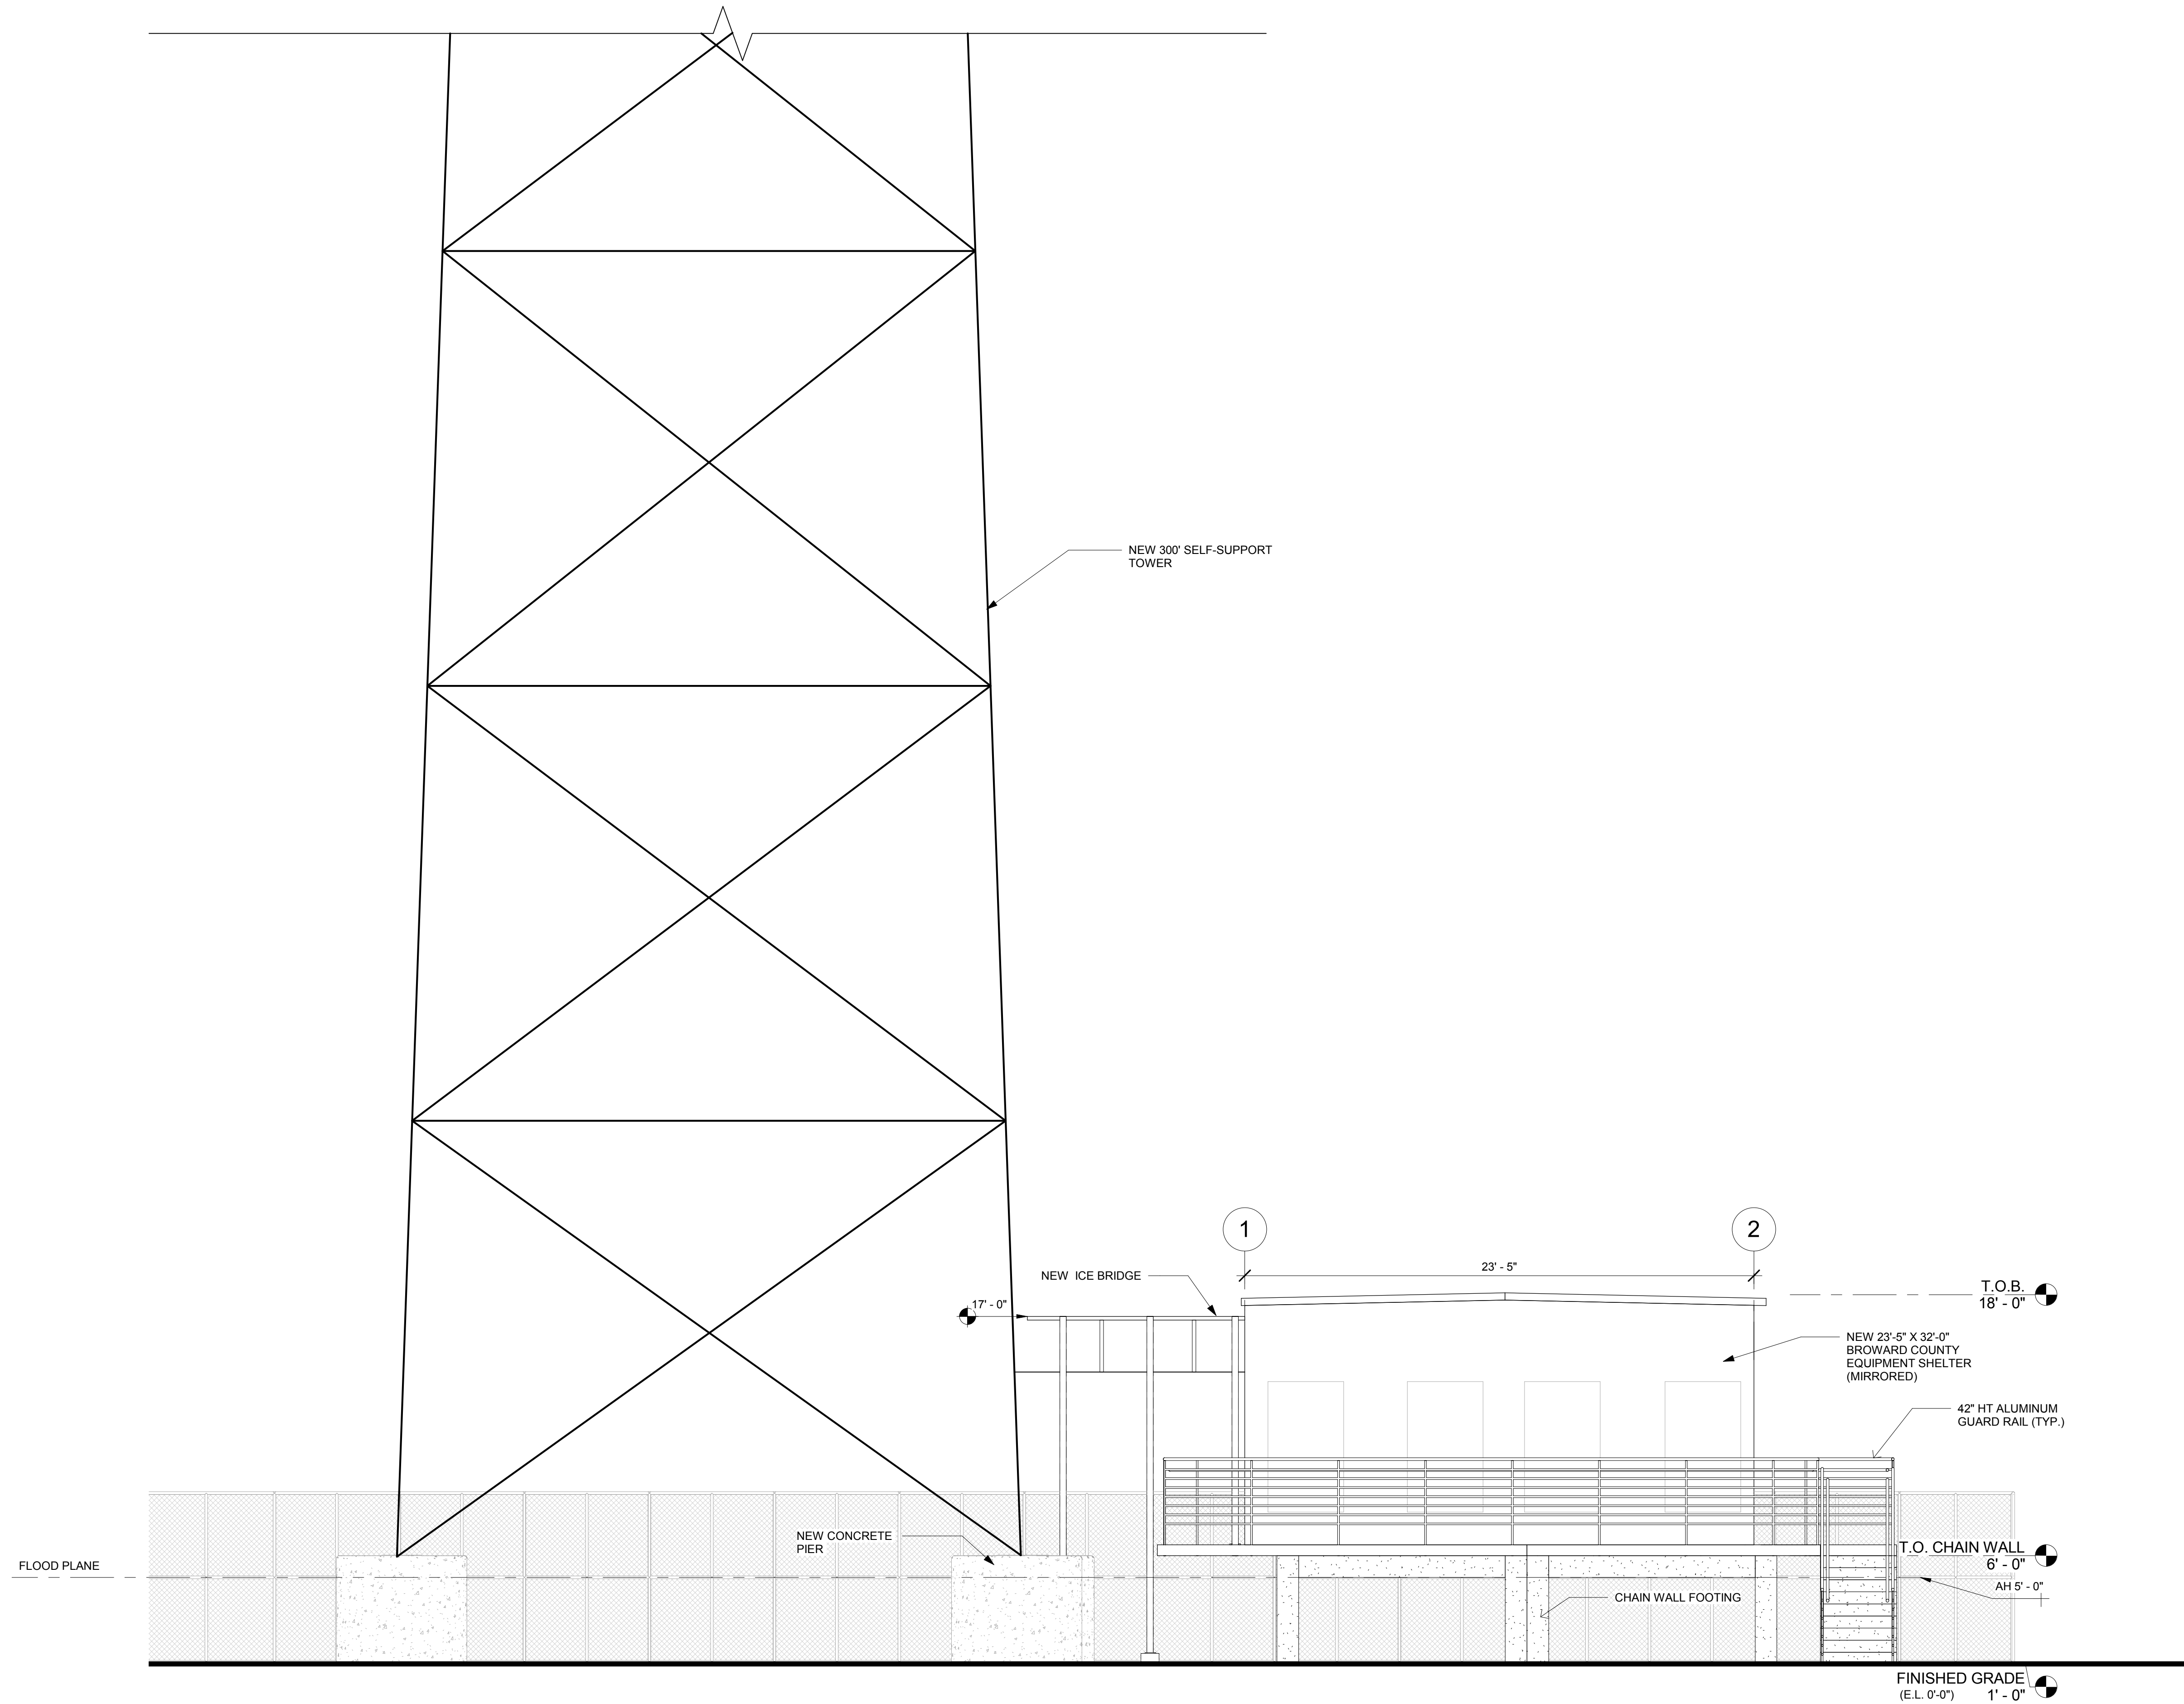 NEW 300' SELF-SUPPORT
TOWER
1
2
23' - 5"
NEW  ICE BRIDGE
17' - 0"
T.O.B.
18' - 0"
NEW 23'-5" X 32'-0"
BROWARD COUNTY
EQUIPMENT SHELTER
(MIRRORED)
42" HT ALUMINUM
GUARD RAIL (TYP.)
NEW CONCRETE
PIER
FLOOD PLANE
T.O. CHAIN WALL
6' - 0"
AH 5' - 0"
CHAIN WALL FOOTING
FINISHED GRADE
(E.L. 0'-0") 1' - 0"